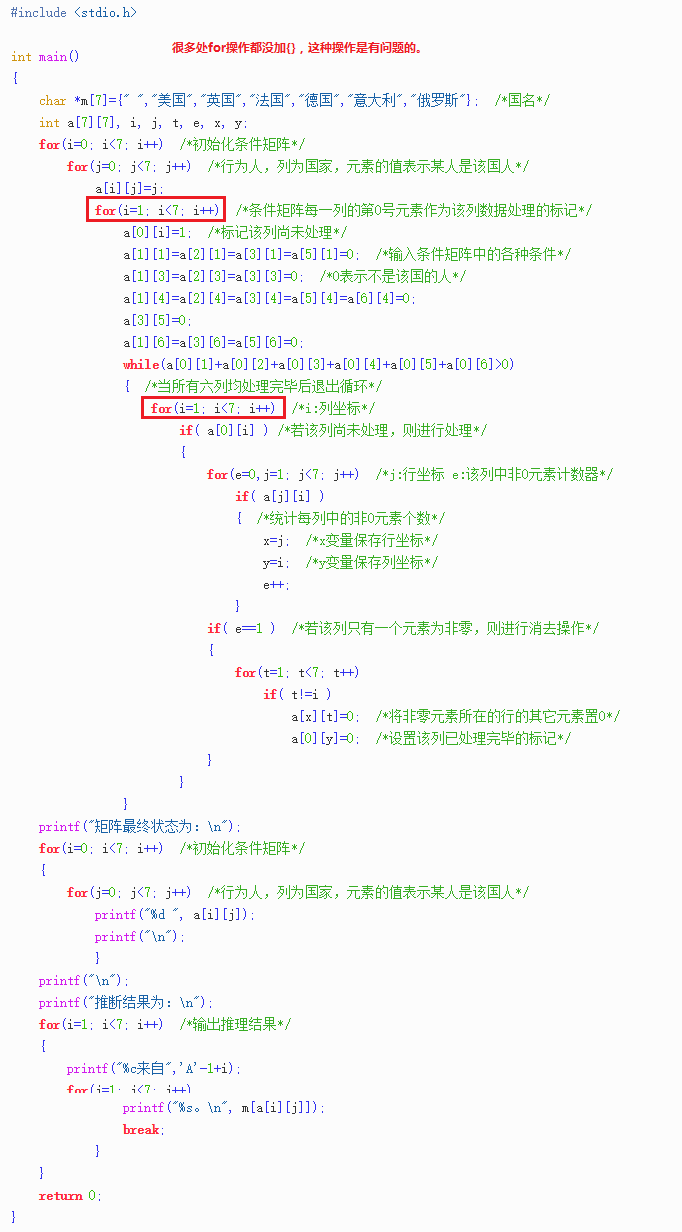 #include <stdio.h>
很多处for操作都没加{}，这种操作是有问题的。
int main()
{
    char *m[7]={" ","美国","英国","法国","德国","意大利","俄罗斯"};  /*国名*/
    int a[7][7], i, j, t, e, x, y;
    for(i=0; i<7; i++)  /*初始化条件矩阵*/
        for(j=0; j<7; j++)  /*行为人，列为国家，元素的值表示某人是该国人*/
            a[i][j]=j;
            for(i=1; i<7; i++)  /*条件矩阵每一列的第0号元素作为该列数据处理的标记*/
                a[0][i]=1;  /*标记该列尚未处理*/
                a[1][1]=a[2][1]=a[3][1]=a[5][1]=0;  /*输入条件矩阵中的各种条件*/
                a[1][3]=a[2][3]=a[3][3]=0;  /*0表示不是该国的人*/
                a[1][4]=a[2][4]=a[3][4]=a[5][4]=a[6][4]=0;
                a[3][5]=0;
                a[1][6]=a[3][6]=a[5][6]=0;
                while(a[0][1]+a[0][2]+a[0][3]+a[0][4]+a[0][5]+a[0][6]>0)
                {  /*当所有六列均处理完毕后退出循环*/
                    for(i=1; i<7; i++)  /*i:列坐标*/
                        if( a[0][i] ) /*若该列尚未处理，则进行处理*/
                        {
                            for(e=0,j=1; j<7; j++)  /*j:行坐标 e:该列中非0元素计数器*/
                                if( a[j][i] )
                                {  /*统计每列中的非0元素个数*/
                                    x=j;  /*x变量保存行坐标*/
                                    y=i;  /*y变量保存列坐标*/
                                    e++;
                                }
                            if( e==1 )  /*若该列只有一个元素为非零，则进行消去操作*/
                            {
                                for(t=1; t<7; t++)
                                    if( t!=i )
                                        a[x][t]=0;  /*将非零元素所在的行的其它元素置0*/
                                        a[0][y]=0;  /*设置该列已处理完毕的标记*/
                            }
                        }
                }
    printf("矩阵最终状态为：\n");
    for(i=0; i<7; i++)  /*初始化条件矩阵*/
    {
        for(j=0; j<7; j++)  /*行为人，列为国家，元素的值表示某人是该国人*/
            printf("%d ", a[i][j]);
            printf("\n");
            }
    printf("\n");
    printf("推断结果为：\n");
    for(i=1; i<7; i++)  /*输出推理结果*/
    {
        printf("%c来自",'A'-1+i);
        for(j=1; j<7; j++)
                printf("%s。\n", m[a[i][j]]);
                break;
            }
    }
    return 0;
}